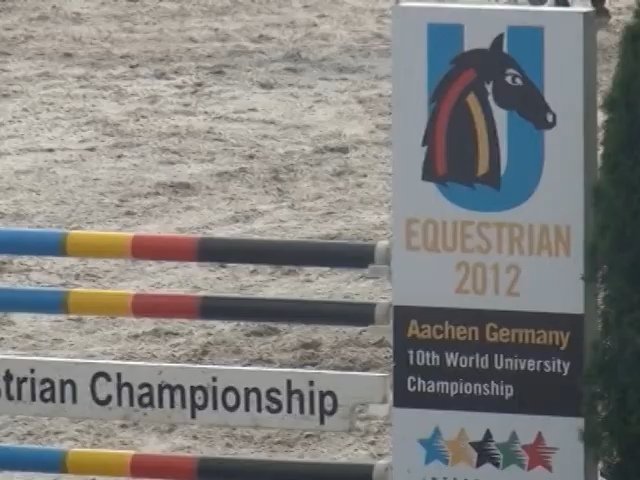 U
EQUESTRIAN
2012
Aachen Germany
10th World University
Championship
strian Championship